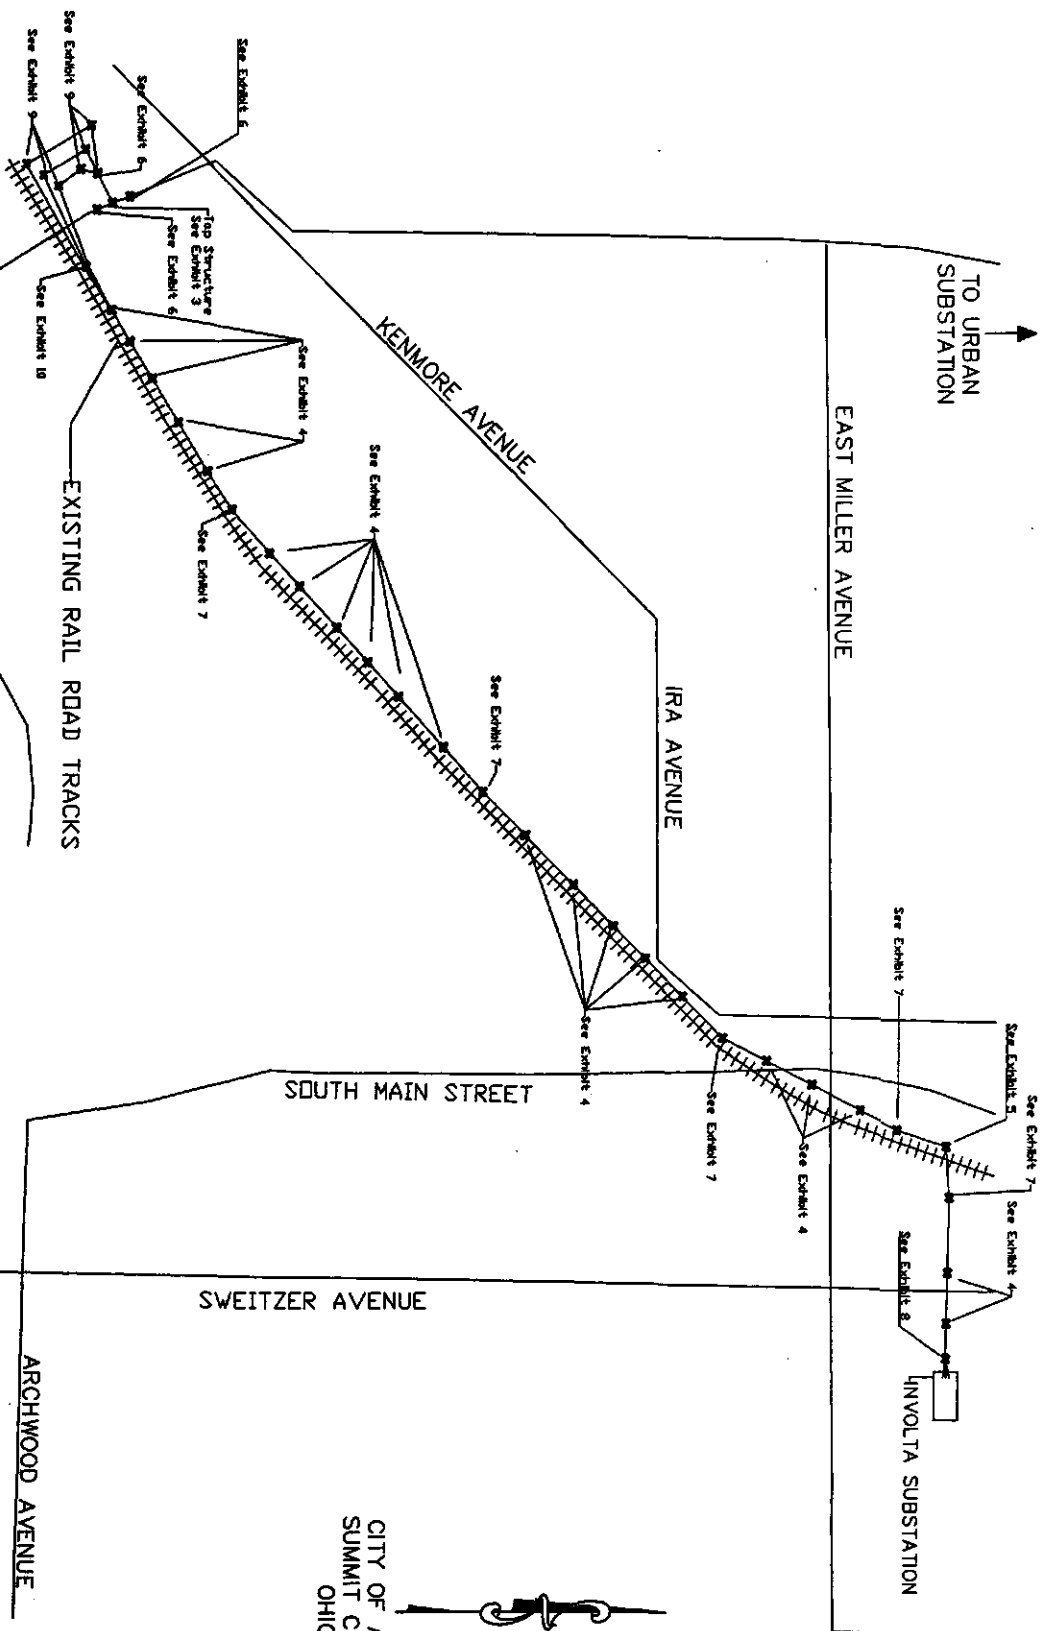 See Exhibit 9
See Exhibit 9
See Exhibit 6
See Exhibit 6
Tap Structure
See Exhibit 3
See Exhibit 6
See Exhibit 10
See Exhibit 4
See Exhibit 4
See Exhibit 7
See Exhibit 7
See Exhibit 4
See Exhibit 7
See Exhibit 4
See Exhibit 7
See Exhibit 5
See Exhibit 7
See Exhibit 4
See Exhibit 8
TO URBAN
SUBSTATION
KENMORE AVENUE
EAST MILLER AVENUE
IRA AVENUE
EXISTING RAIL ROAD TRACKS
SOUTH MAIN STREET
SWEITZER AVENUE
ARCHWOOD AVENUE
INVOLTA SUBSTATION
CITY OF
SUMMIT C
OHIO